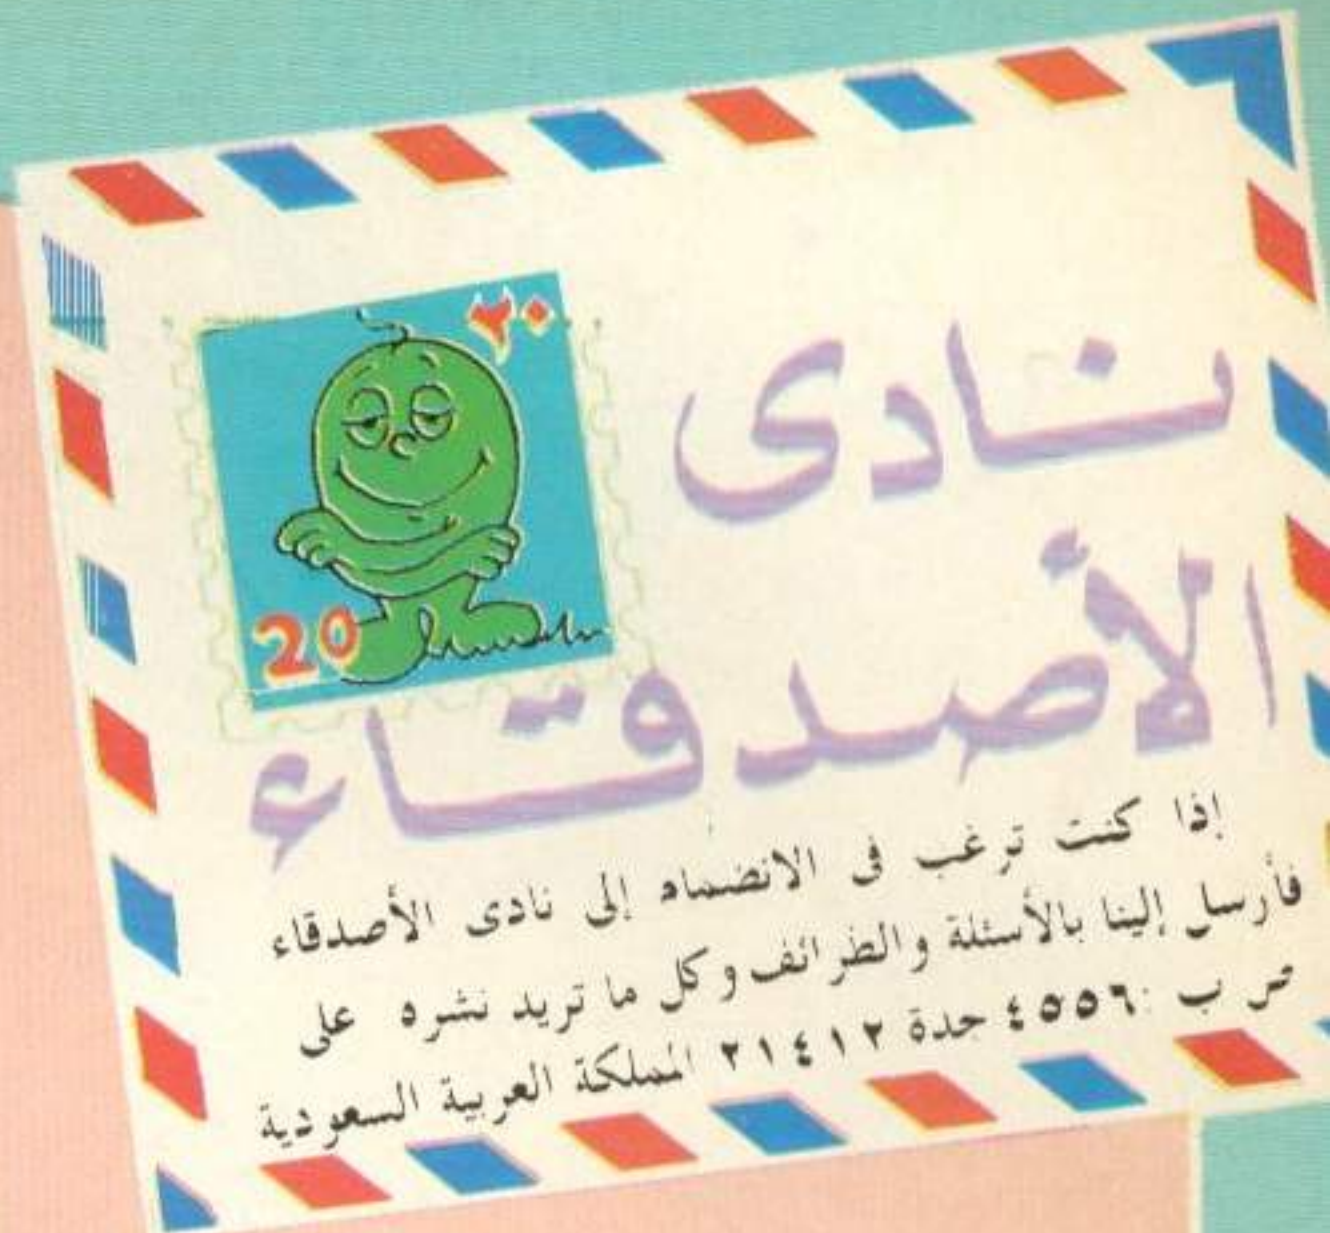 ٢٠
20
نادى
الأصدقاء
إذا كنت ترغب فى الانضمام إلى نادى الأصدقاء
فأرسل إلينا بالأسئلة والظرائف وكل ما تريد نشره على
ص ب : ٤٥٥٦ جدة ٢١٤١٢ المملكة العربية السعودية